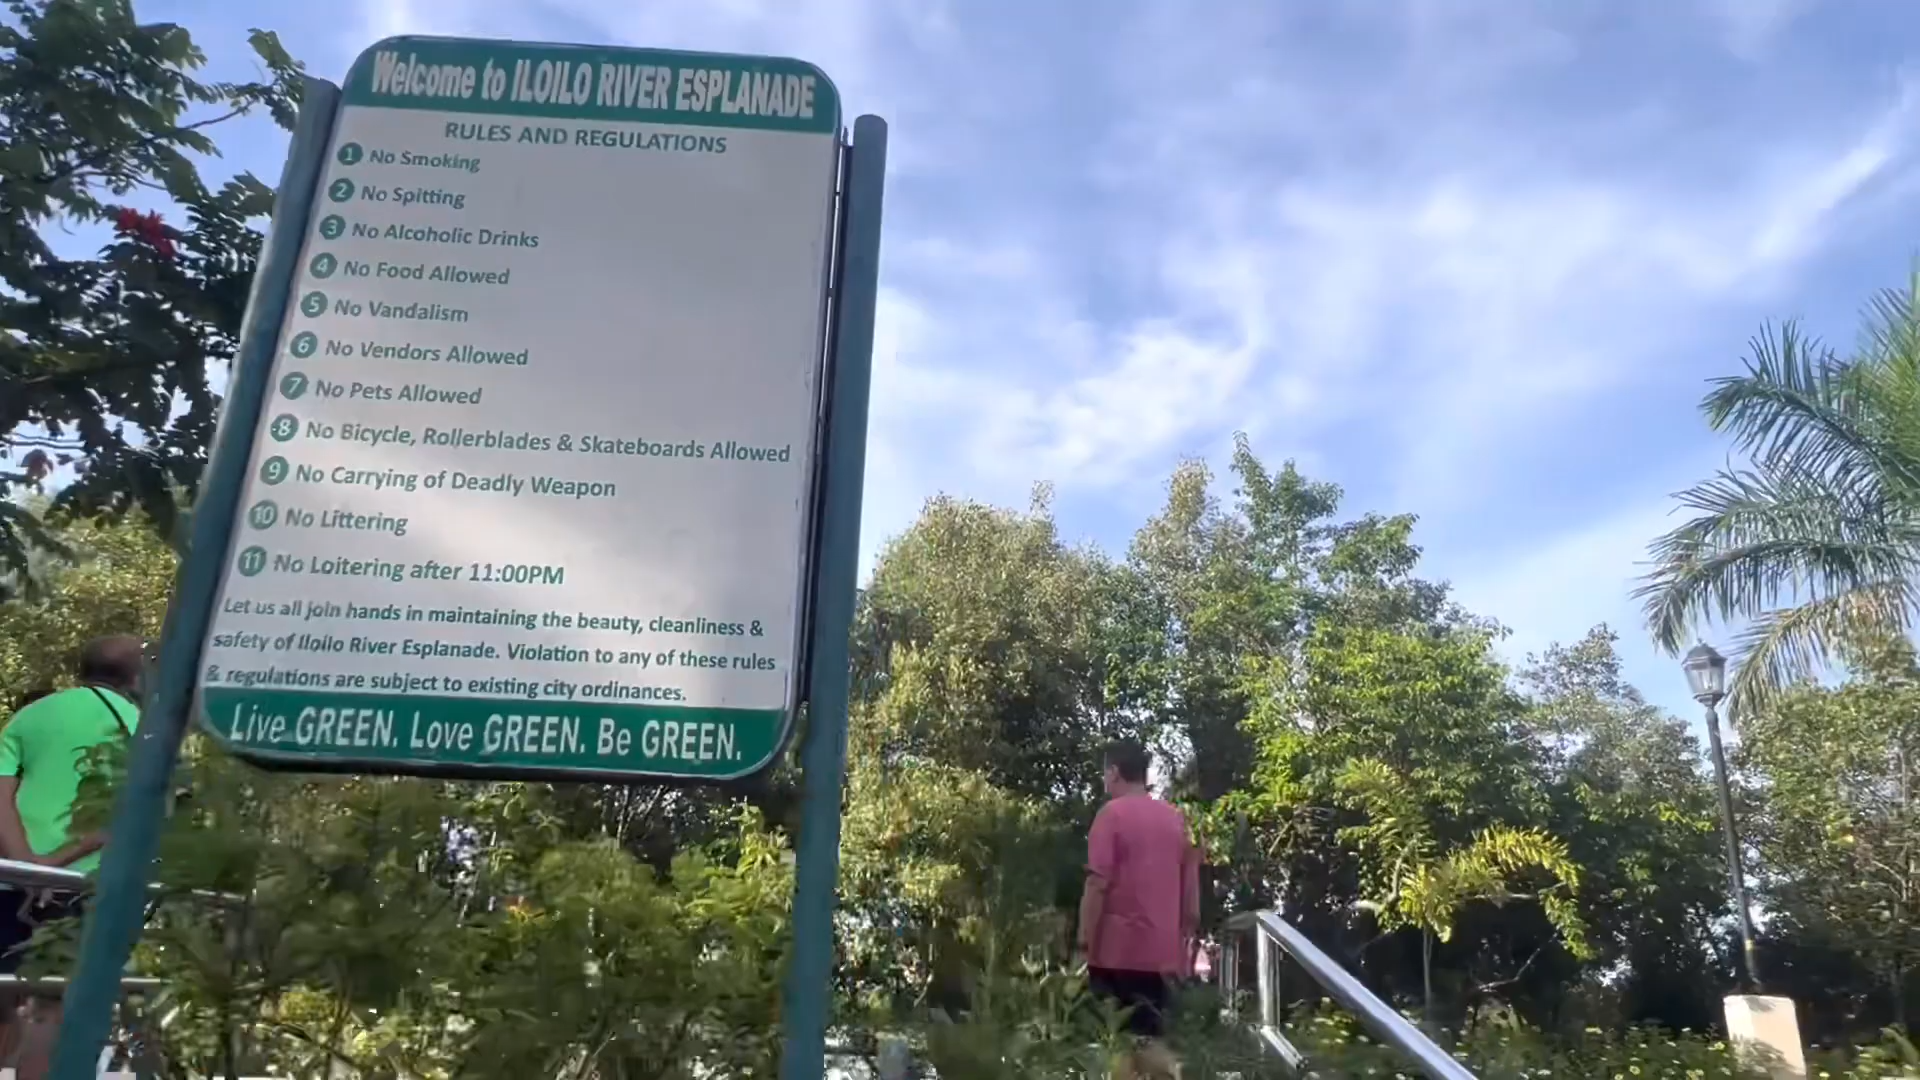 Welcome to ILOILO RIVER ESPLANADE
RULES AND REGULATIONS
1 No Smoking
2 No Spitting
3 No Alcoholic Drinks
4 No Food Allowed
5 No Vandalism
6 No Vendors Allowed
7 No Pets Allowed
8 No Bicycle, Rollerblades & Skateboards Allowed
9 No Carrying of Deadly Weapon
10 No Littering
11 No Loitering after 11:00PM
Let us all join hands in maintaining the beauty, cleanliness &
safety of Iloilo River Esplanade. Violation to any of these rules
& regulations are subject to existing city ordinances.
Live GREEN. Love GREEN. Be GREEN.